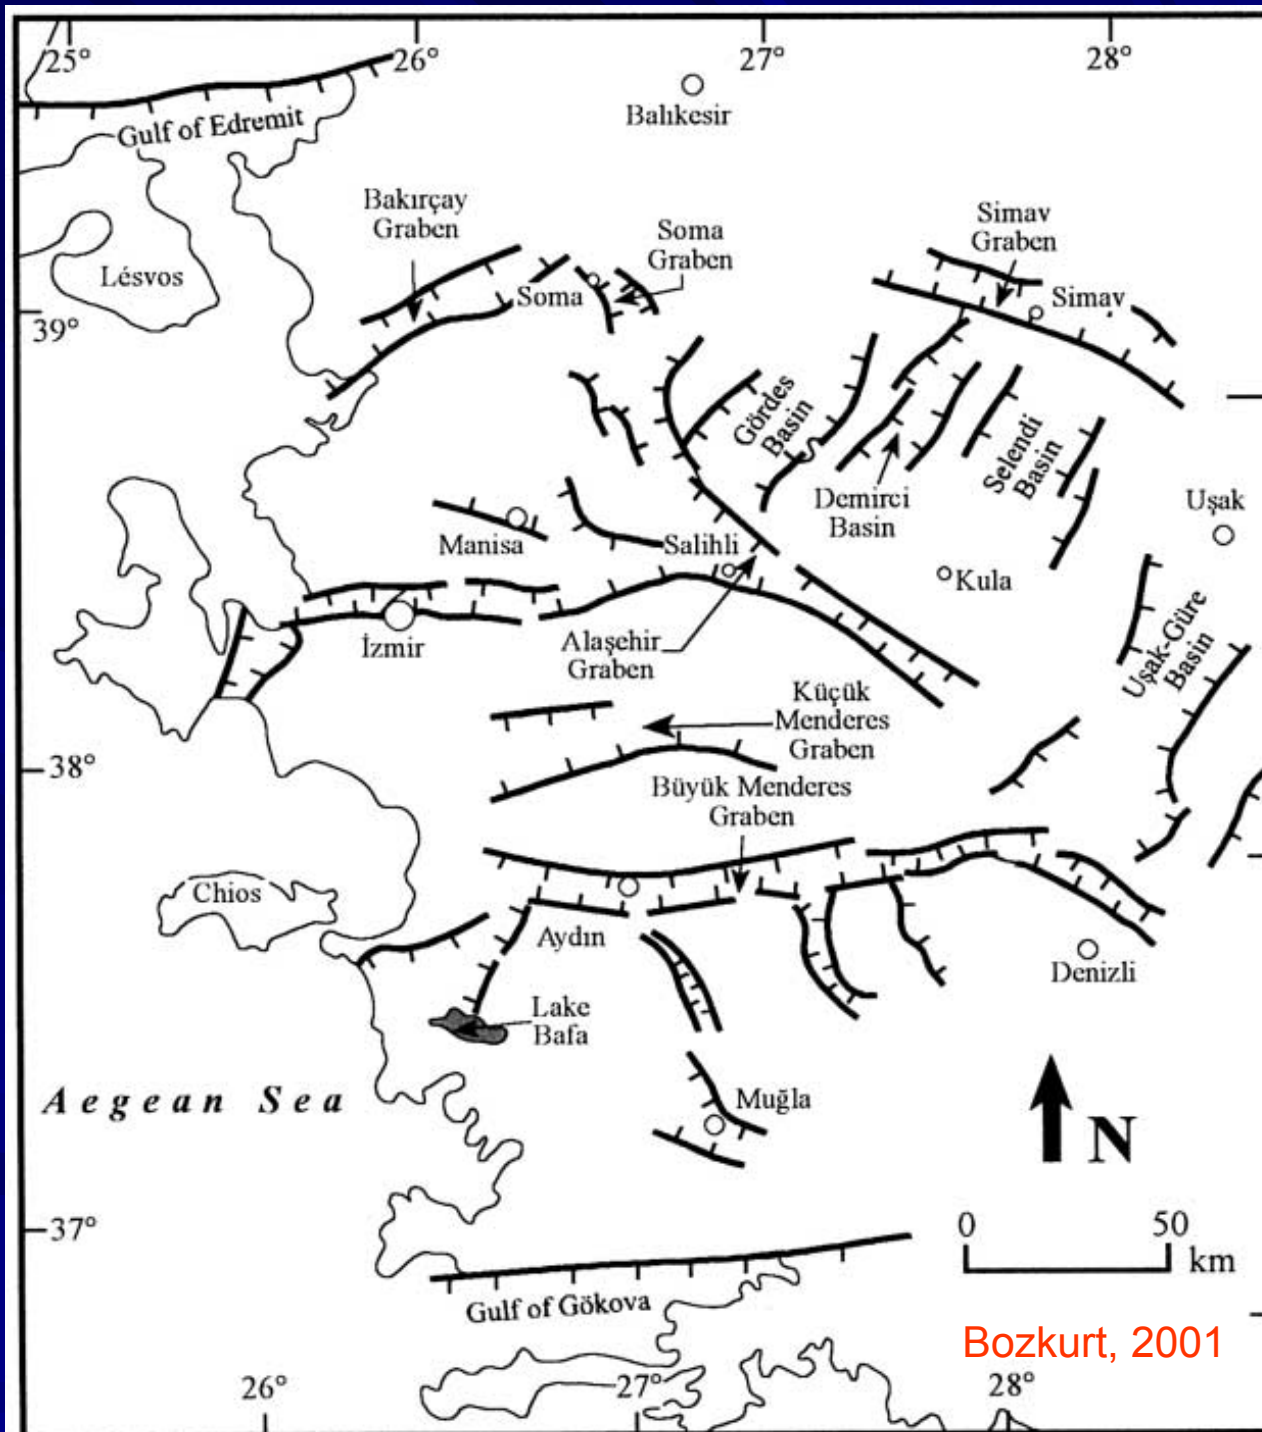 25°
26°
27°
28°
Balıkesir
Gulf of Edremit
Bakırçay
Graben
Soma
Graben
Simav
Graben
Lésvos
Soma
Simav
39°
Gördes
Basin
Selendi
Basin
Demirci
Basin
Uşak
Manisa
Salihli
Kula
İzmir
Alaşehir
Graben
Uşak-Güre
Basin
Küçük
Menderes
Graben
38°
Büyük Menderes
Graben
Chios
Aydın
Denizli
Lake
Bafa
Aegean Sea
Muğla
N
37°
0 50
km
Gulf of Gökova
Bozkurt, 2001
26°
27°
28°